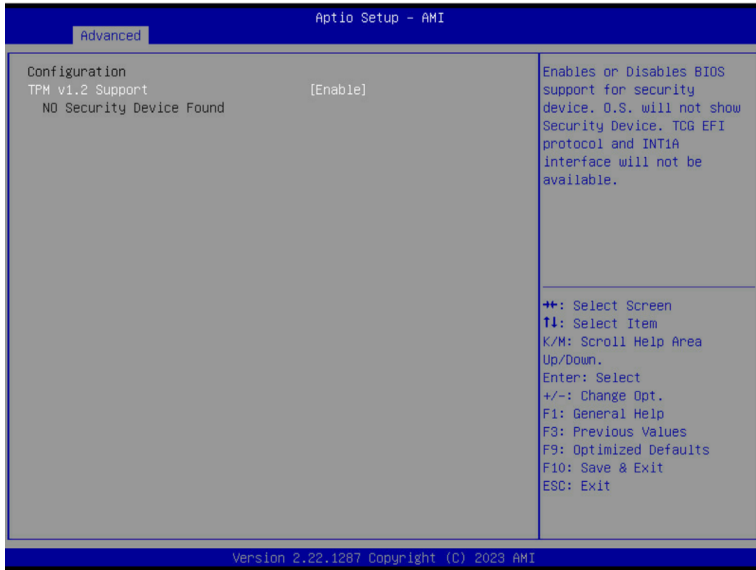 Aptio Setup - AMI
Advanced
Configuration
TPM v1.2 Support [Enable]
NO Security Device Found
Enables or Disables BIOS
support for security
device. O.S. will not show
Security Device. TCG EFI
protocol and INT1A
interface will not be
available.
→←: Select Screen
↑↓: Select Item
K/M: Scroll Help Area
Up/Down.
Enter: Select
+/-: Change Opt.
F1: General Help
F3: Previous Values
F9: Optimized Defaults
F10: Save & Exit
ESC: Exit
Version 2.22.1287 Copyright (C) 2023 AMI